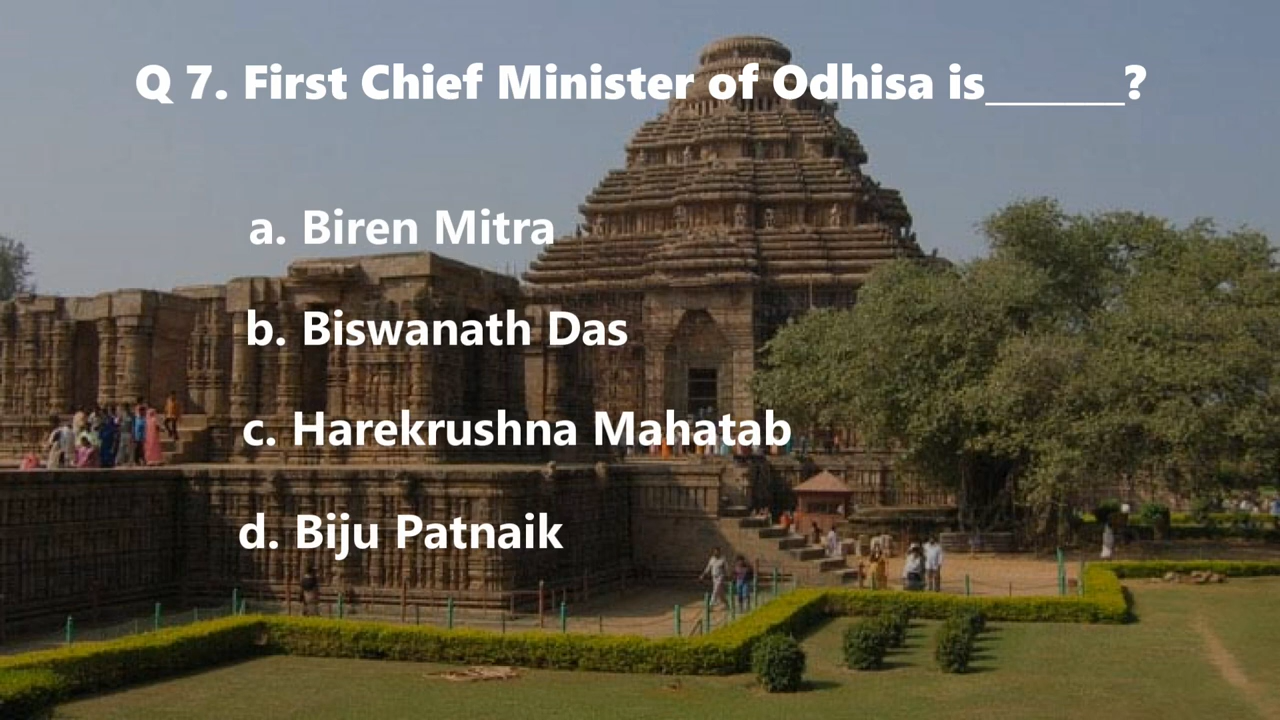 Q 7. First Chief Minister of Odhisa is______?
a. Biren Mitra
b. Biswanath Das
c. Harekrushna Mahatab
d. Biju Patnaik